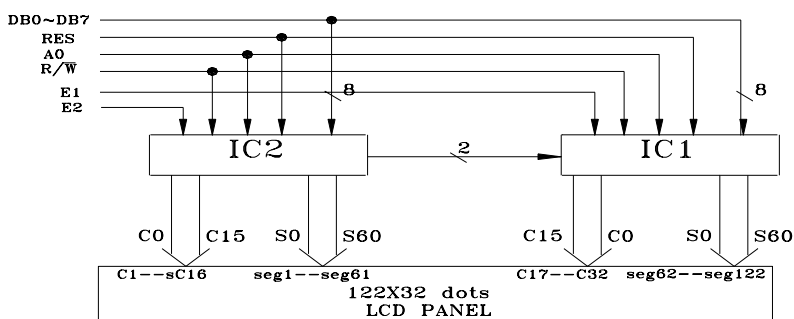 DB0~DB7
RES
A0
R/W̅
E1
E2
8
8
IC2
2
IC1
C0
C15
S0
S60
C15
C0
S0
S60
C1--sC16
seg1--seg61
C17--C32
seg62--seg122
122X32 dots
LCD PANEL